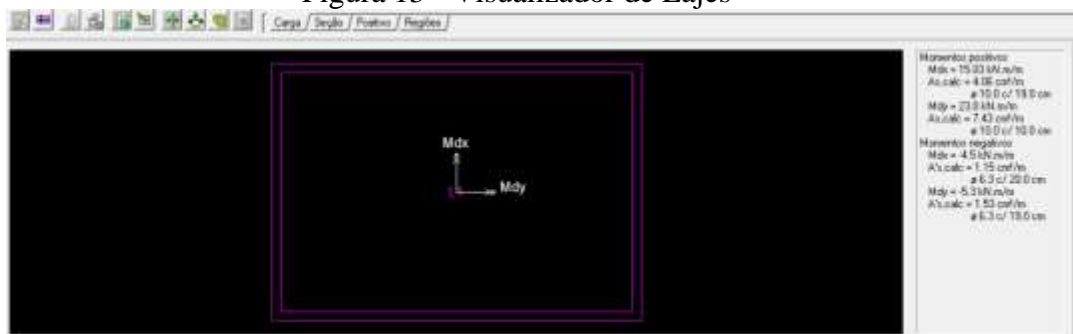 Figura 13 – Visualizador de Lajes
Carga / Seção / Positivo / Regiões /
Momentos positivos
Mdx = 15.03 kN.m/m
As.calc = 4.06 cm²/m
ø 10.0 c/ 19.0 cm
Mdy = 23.8 kN.m/m
As.calc = 7.43 cm²/m
ø 10.0 c/ 10.0 cm
Momentos negativos
Mdx = -4.5 kN.m/m
A's.calc = 1.15 cm²/m
ø 6.3 c/ 20.0 cm
Mdy = -5.3 kN.m/m
A's.calc = 1.53 cm²/m
ø 6.3 c/ 19.0 cm
Mdx
Mdy